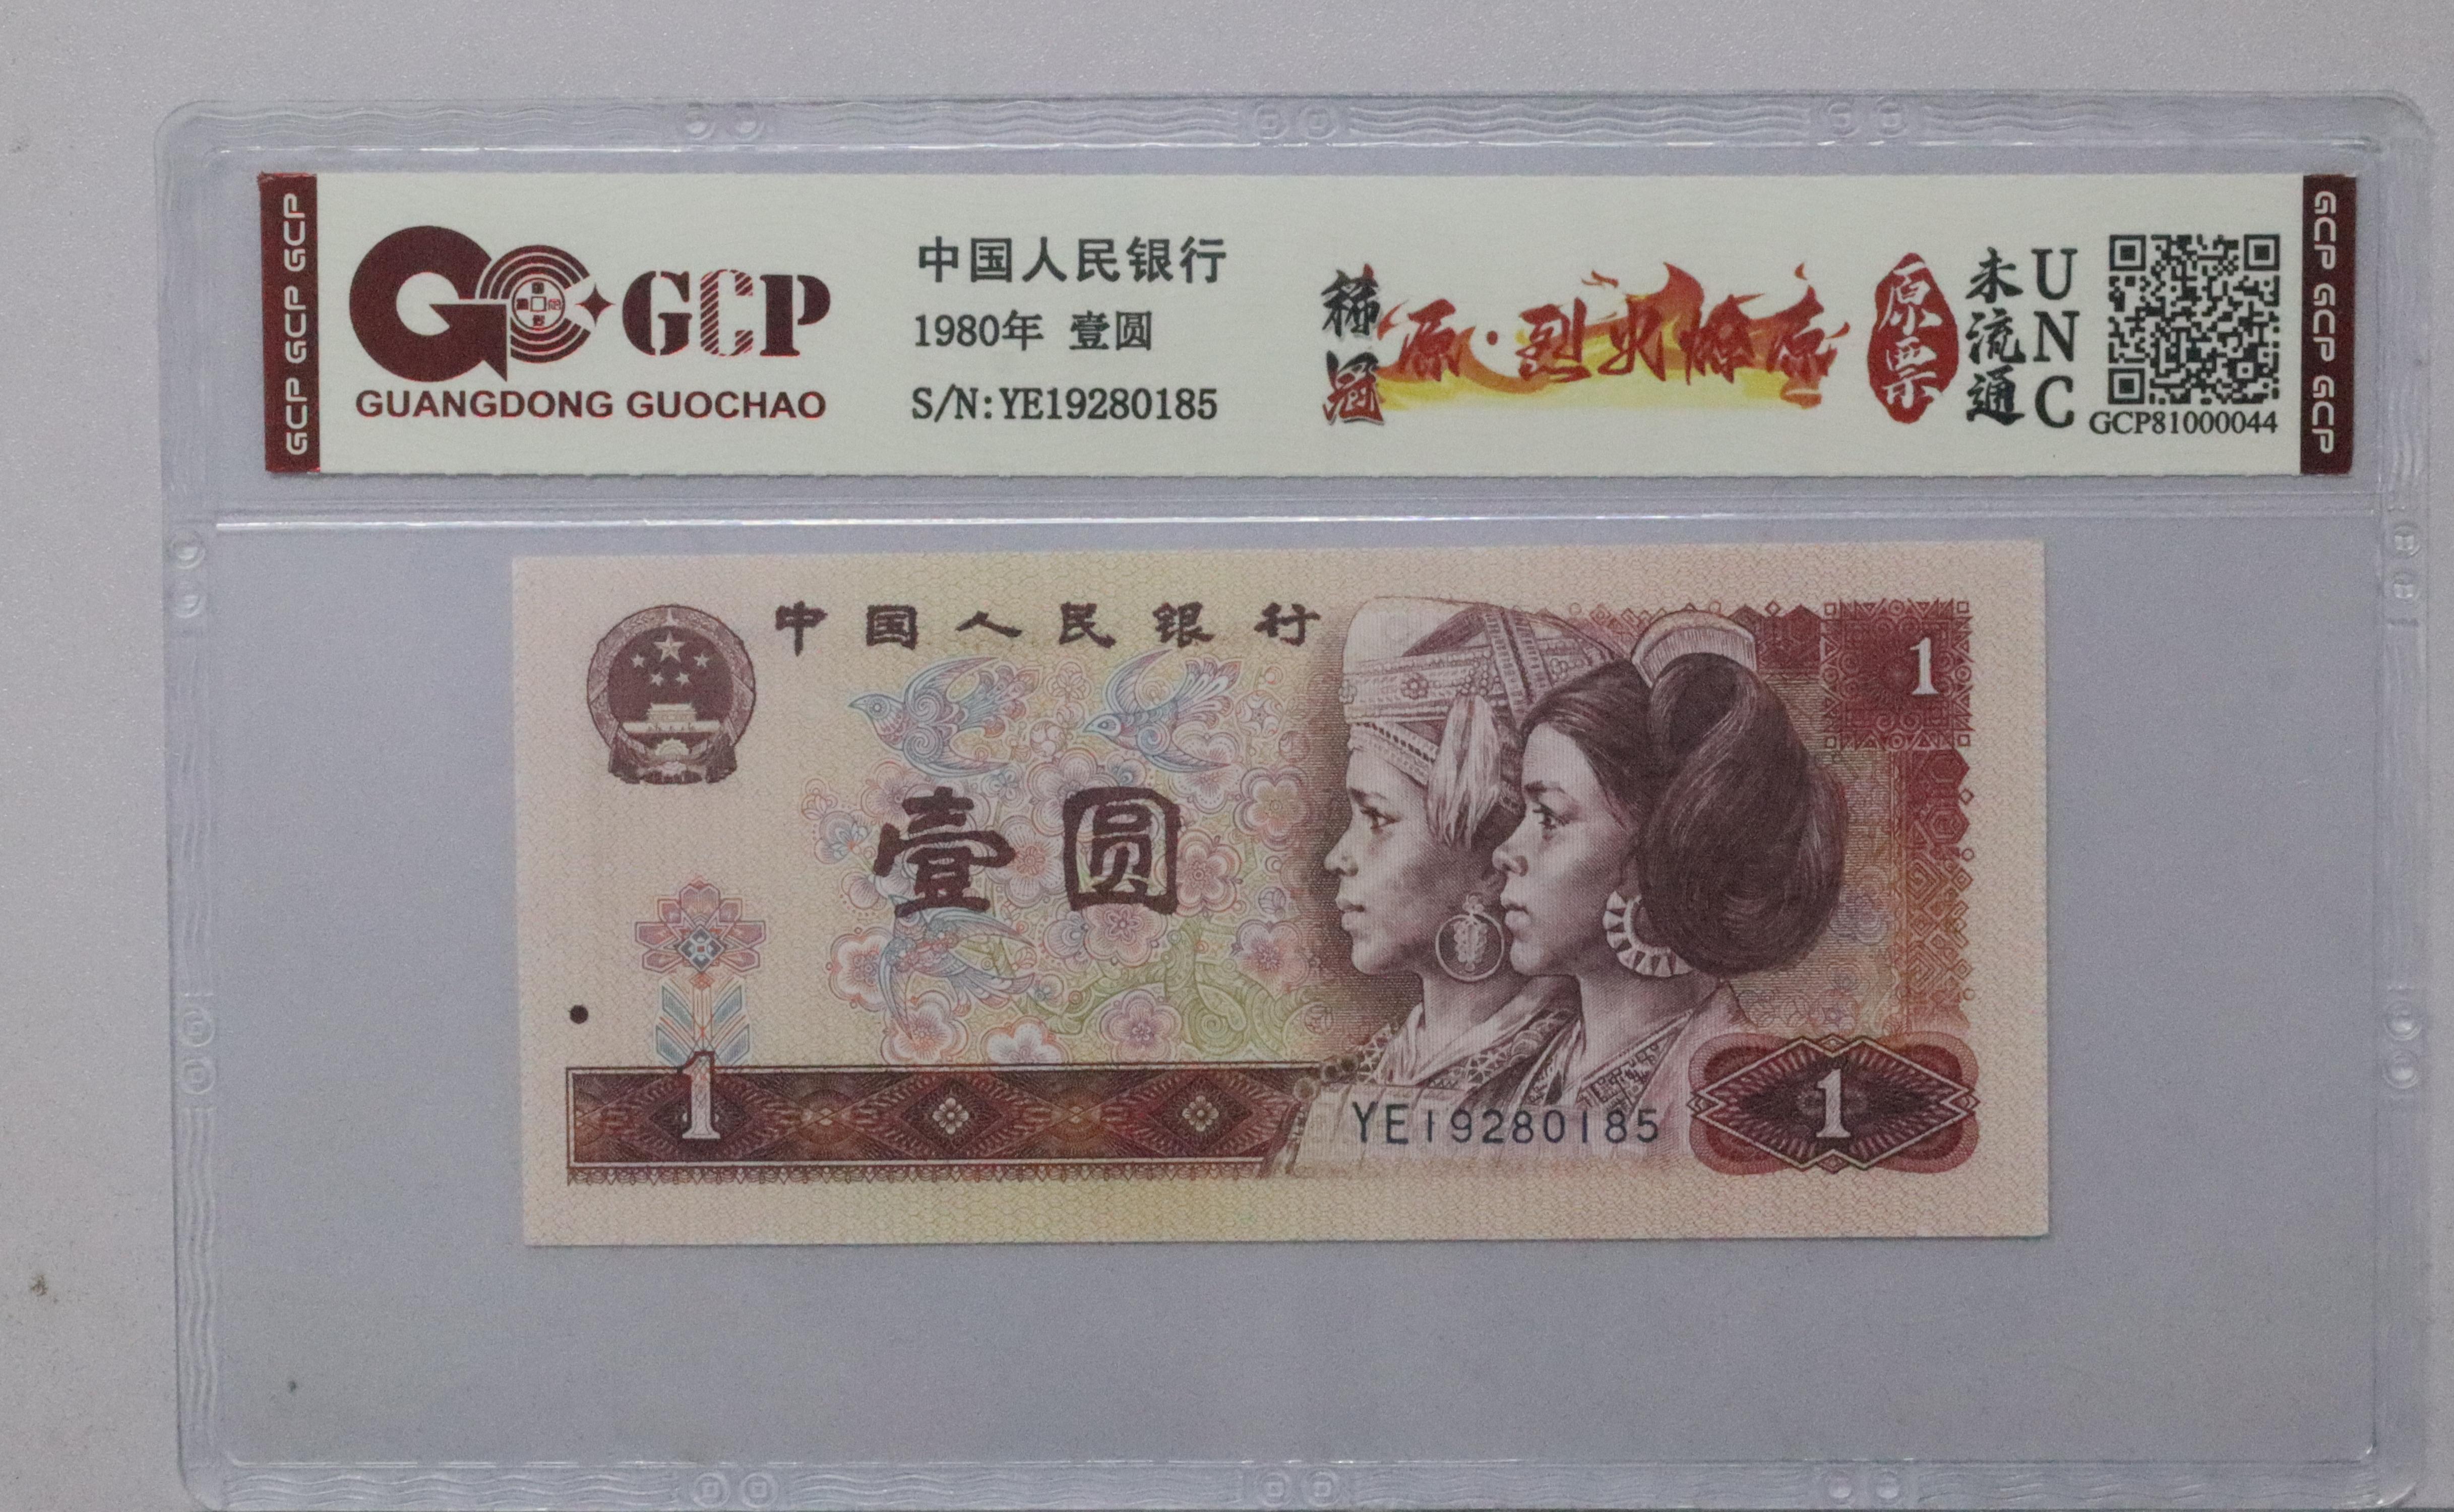 GCP GCP GCP
GCP
GUANGDONG GUOCHAO
中国人民银行
1980年 壹圆
S/N:YE19280185
稀冠
原·烈火燎原
原票
未流通
UNC
GCP81000044
GCP GCP GCP
中国人民银行
1
壹圆
1
YE19280185
1